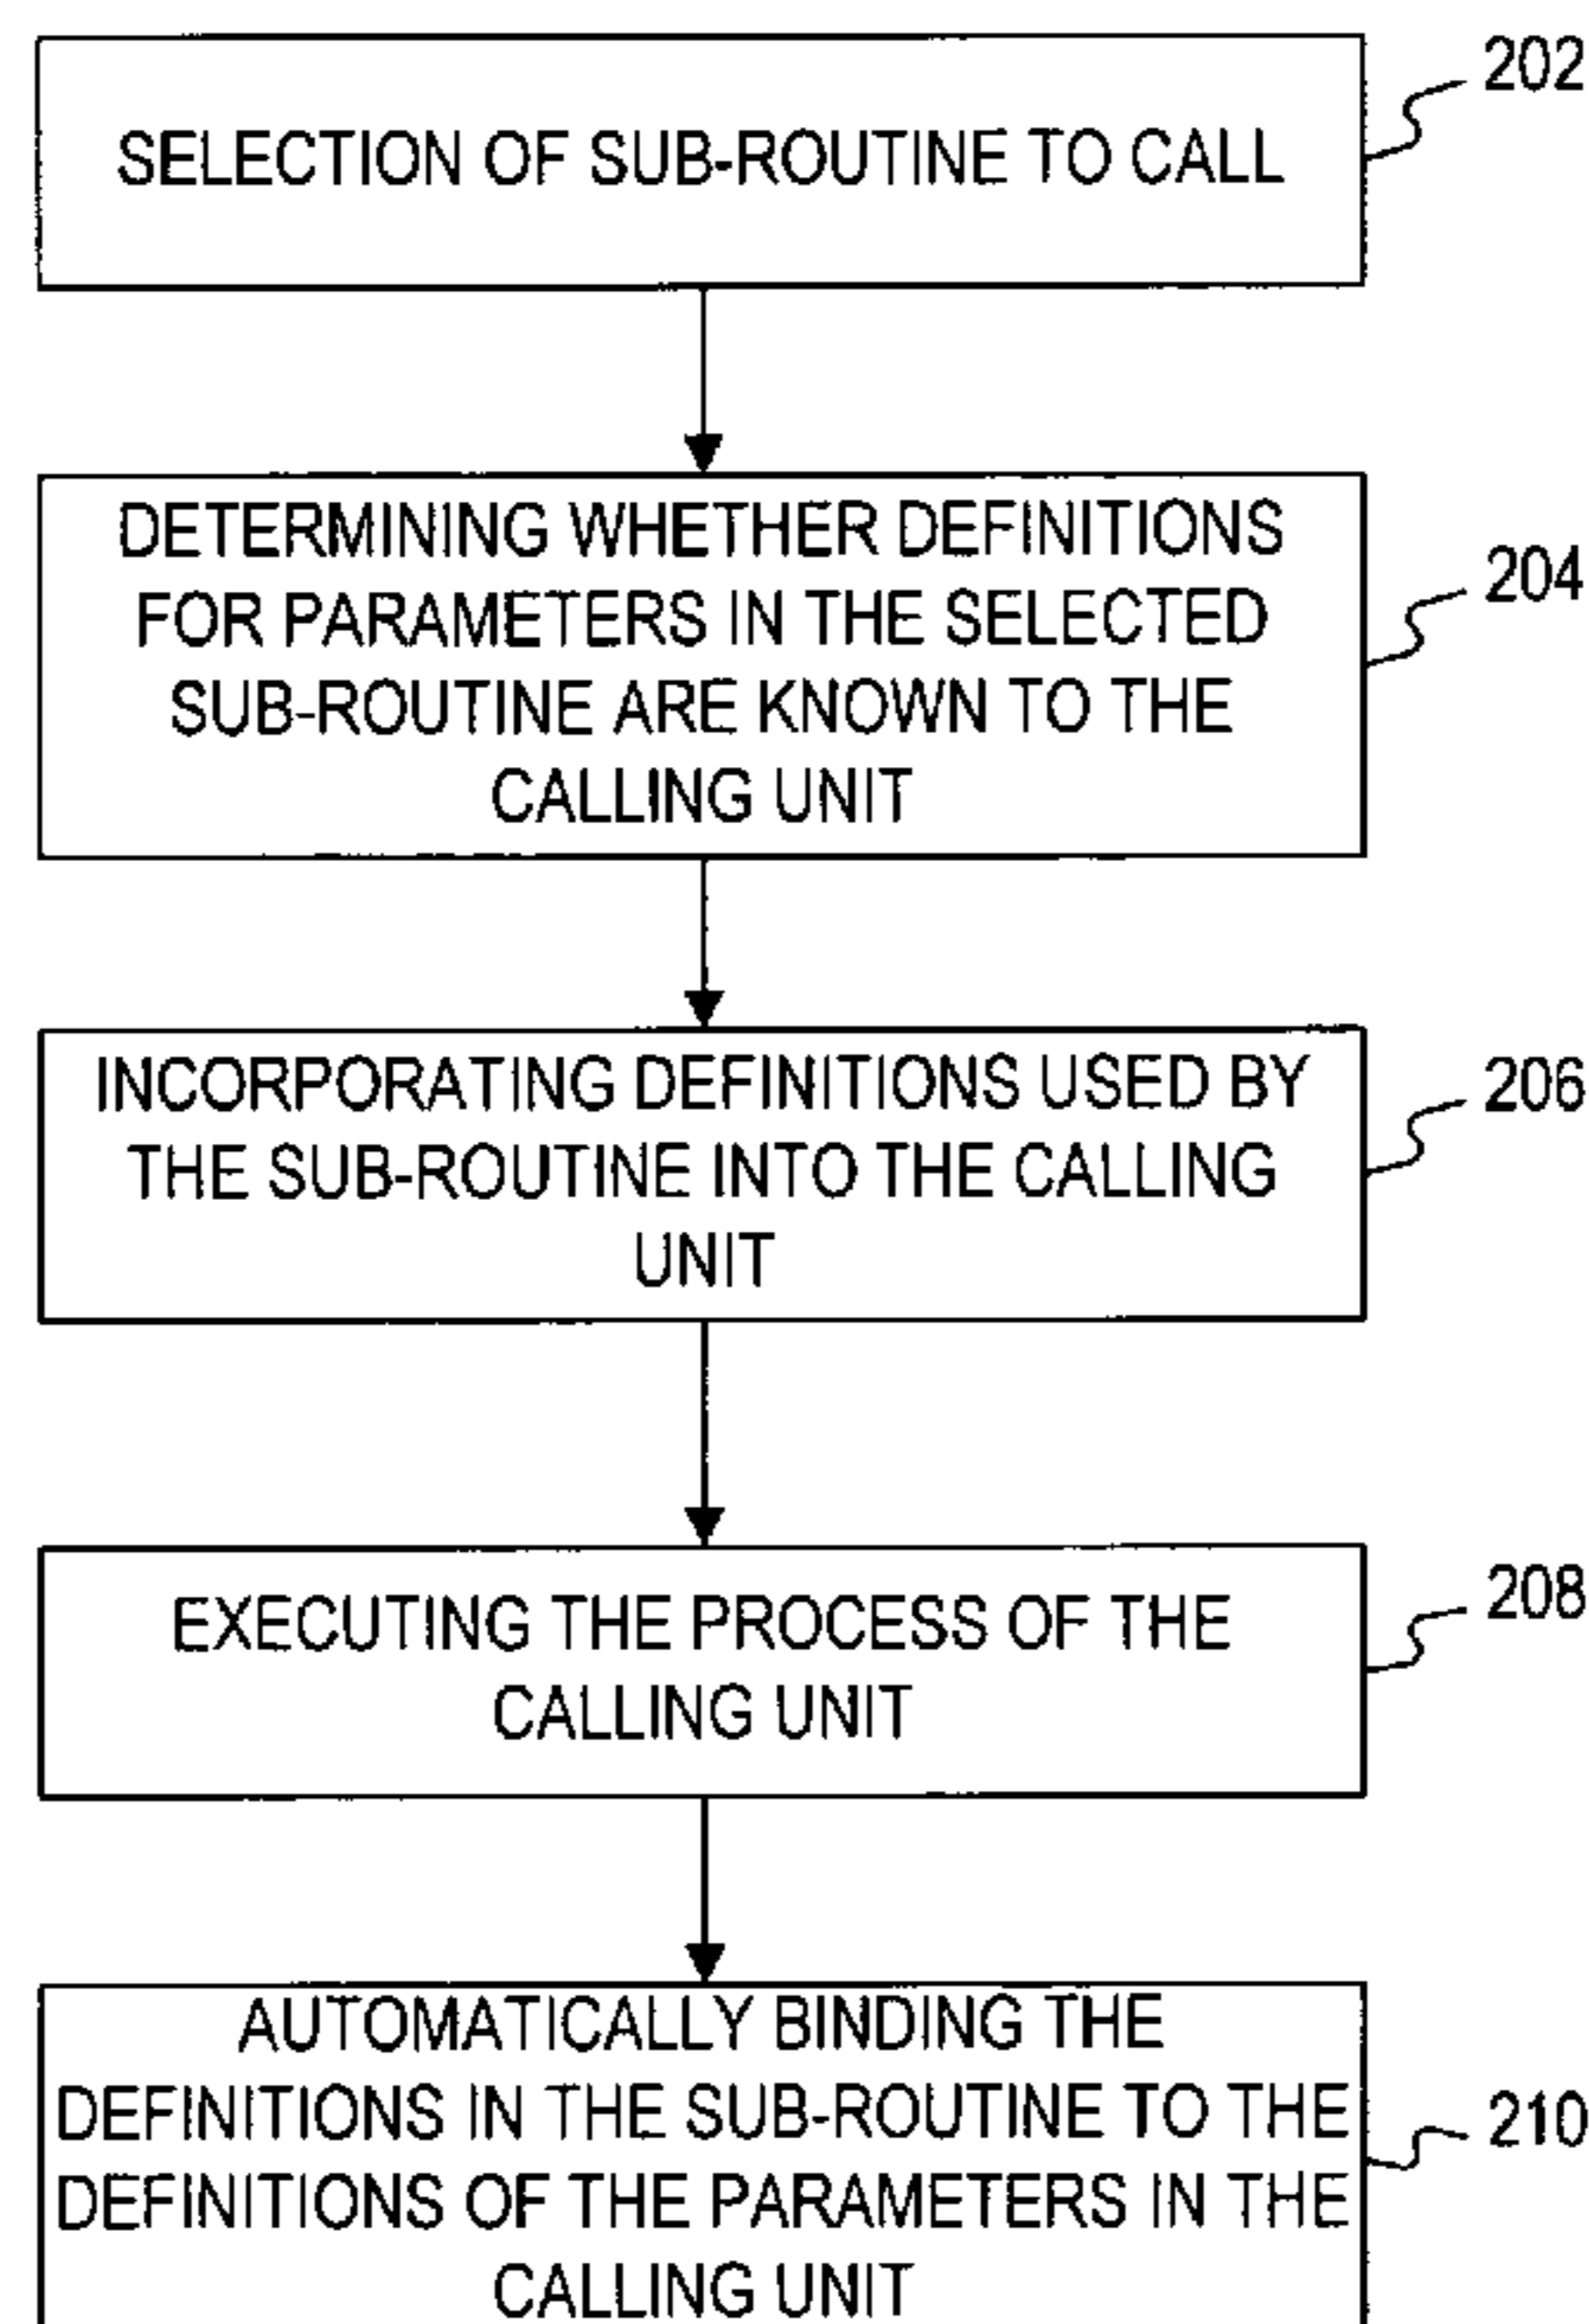 202
SELECTION OF SUB-ROUTINE TO CALL
DETERMINING WHETHER DEFINITIONS
FOR PARAMETERS IN THE SELECTED
SUB-ROUTINE ARE KNOWN TO THE
CALLING UNIT
204
INCORPORATING DEFINITIONS USED BY
THE SUB-ROUTINE INTO THE CALLING
UNIT
206
EXECUTING THE PROCESS OF THE
CALLING UNIT
208
AUTOMATICALLY BINDING THE
DEFINITIONS IN THE SUB-ROUTINE TO THE
DEFINITIONS OF THE PARAMETERS IN THE
CALLING UNIT
210